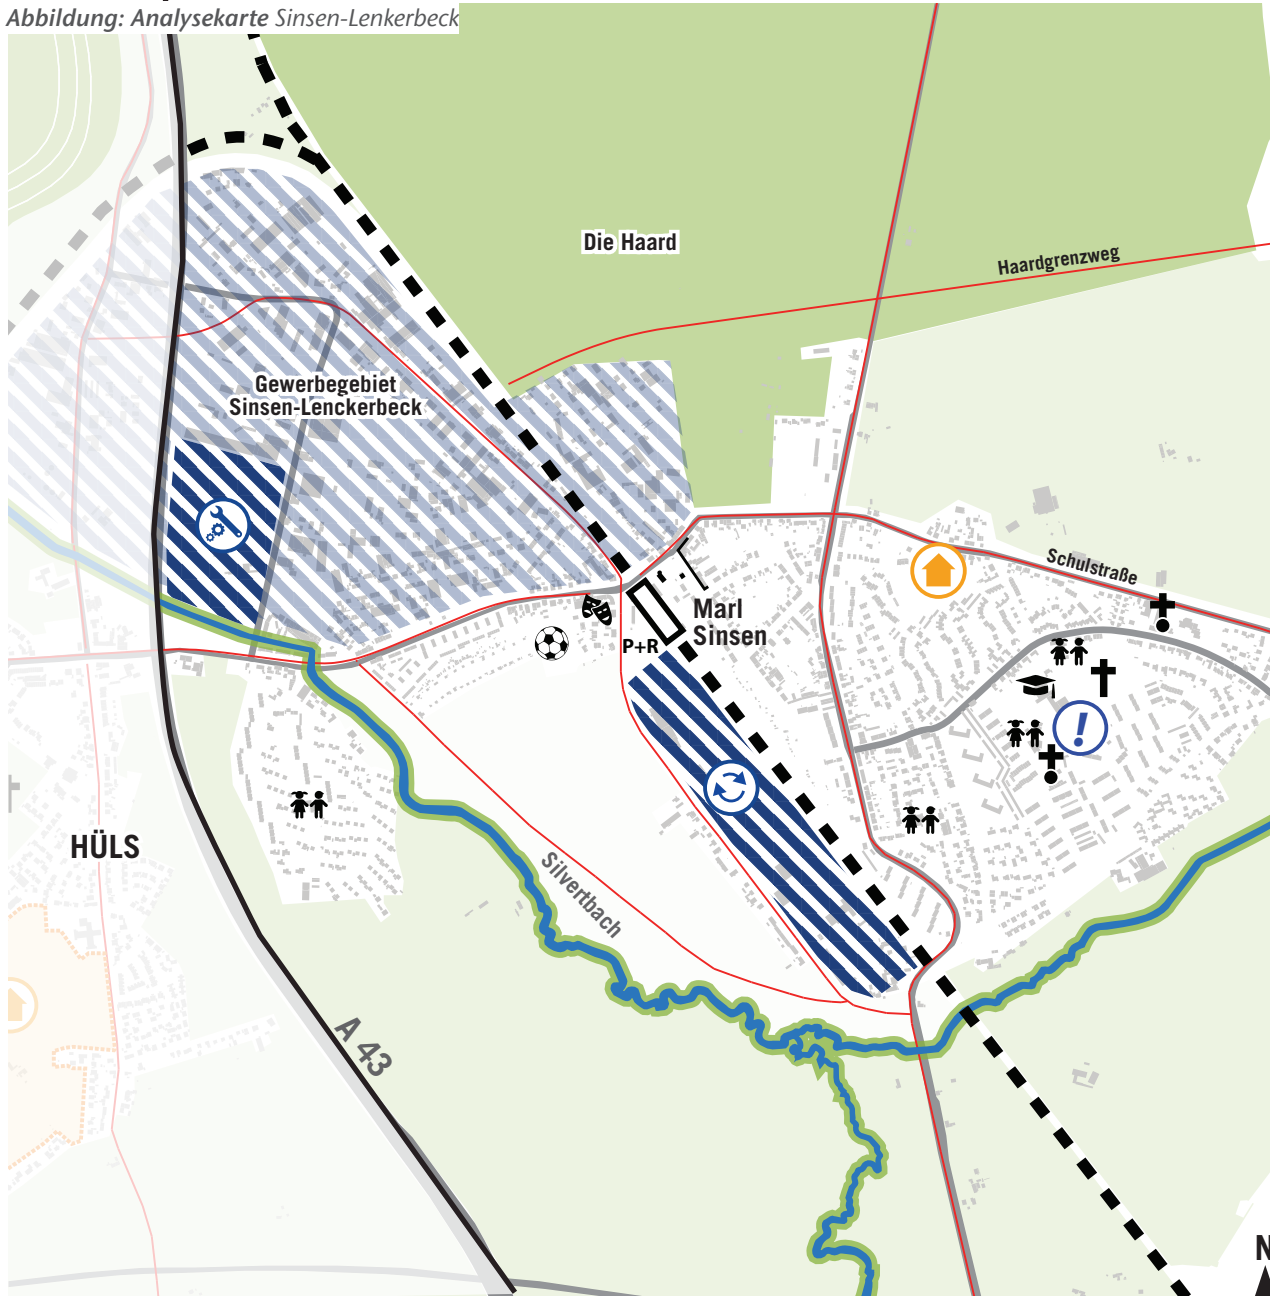 Abbildung: Analysekarte Sinsen-Lenkerbeck
Die Haard
Haardgrenzweg
Gewerbegebiet
Sinsen-Lenckerbeck
Schulstraße
Marl
Sinsen
P+R
HÜLS
Silvertbach
A 43
N